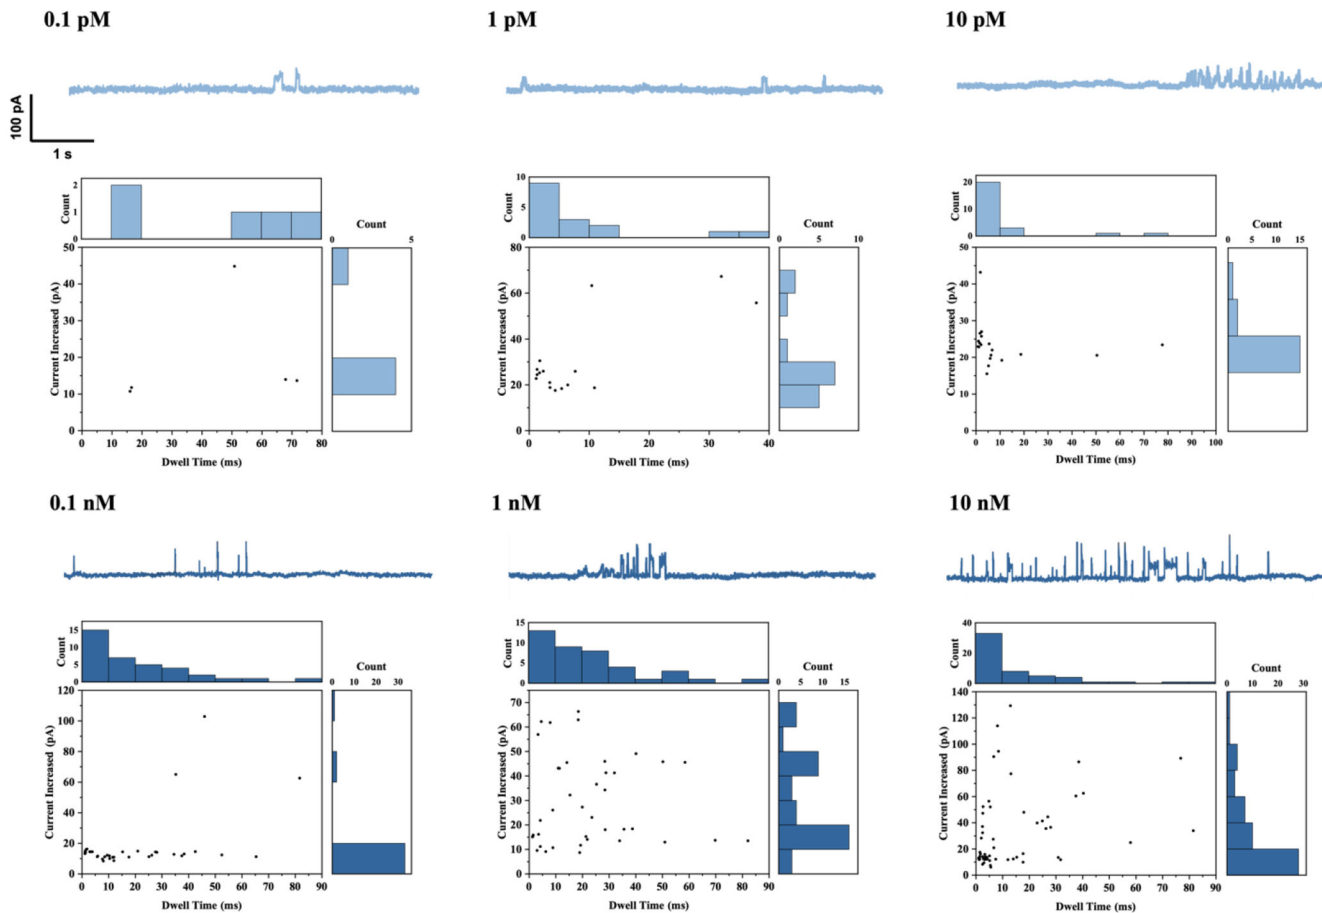 0.1 pM
1 pM
10 pM
100 pA
1 s
Count
2
1
0
Count
0 5
Current Increased (pA)
50
40
30
20
10
0
0 10 20 30 40 50 60 70 80
Dwell Time (ms)
Count
10
5
0
Count
0 5 10
Current Increased (pA)
80
60
40
20
0
0 10 20 30 40
Dwell Time (ms)
Count
20
10
0
Count
0 5 10 15
Current Increased (pA)
50
40
30
20
10
0
0 10 20 30 40 50 60 70 80 90 100
Dwell Time (ms)
0.1 nM
1 nM
10 nM
Count
15
10
5
0
Count
0 10 20 30
Current Increased (pA)
120
100
80
60
40
20
0
0 10 20 30 40 50 60 70 80 90
Dwell Time (ms)
Count
15
10
5
0
Count
0 4 8 12 16
Current Increased (pA)
70
60
50
40
30
20
10
0
0 10 20 30 40 50 60 70 80 90
Dwell Time (ms)
Count
40
20
0
Count
0 10 20 30
Current Increased (pA)
140
120
100
80
60
40
20
0
0 10 20 30 40 50 60 70 80 90
Dwell Time (ms)